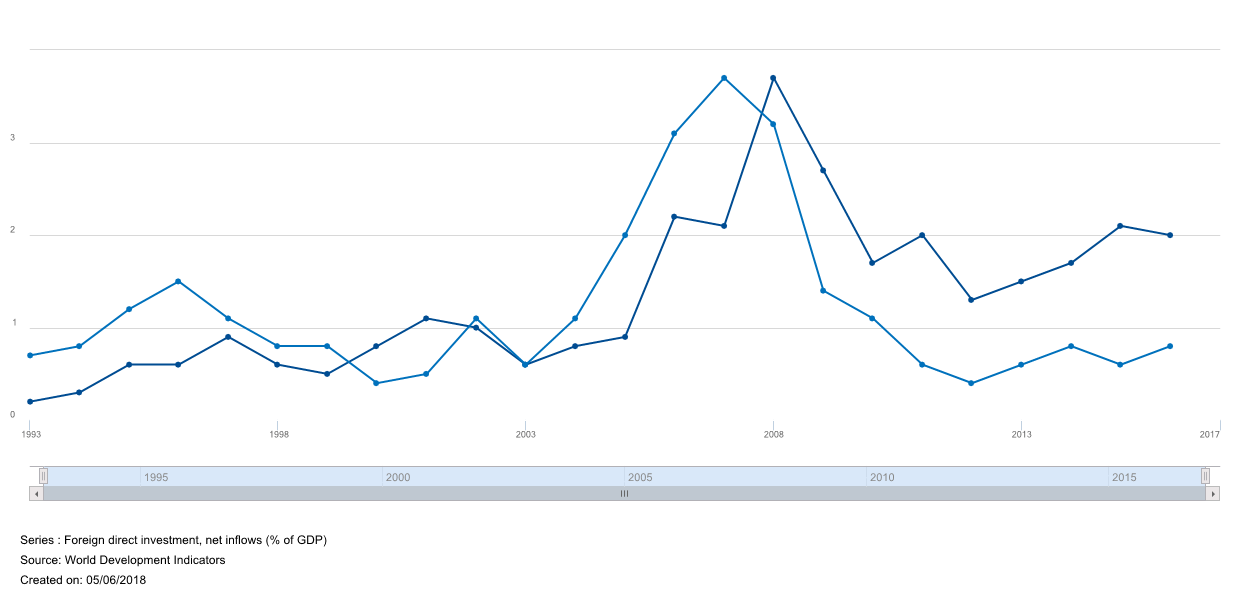 3
2
1
0
1993 1998 2003 2008 2013 2017
1995 2000 2005 2010 2015
Series : Foreign direct investment, net inflows (% of GDP)
Source: World Development Indicators
Created on: 05/06/2018